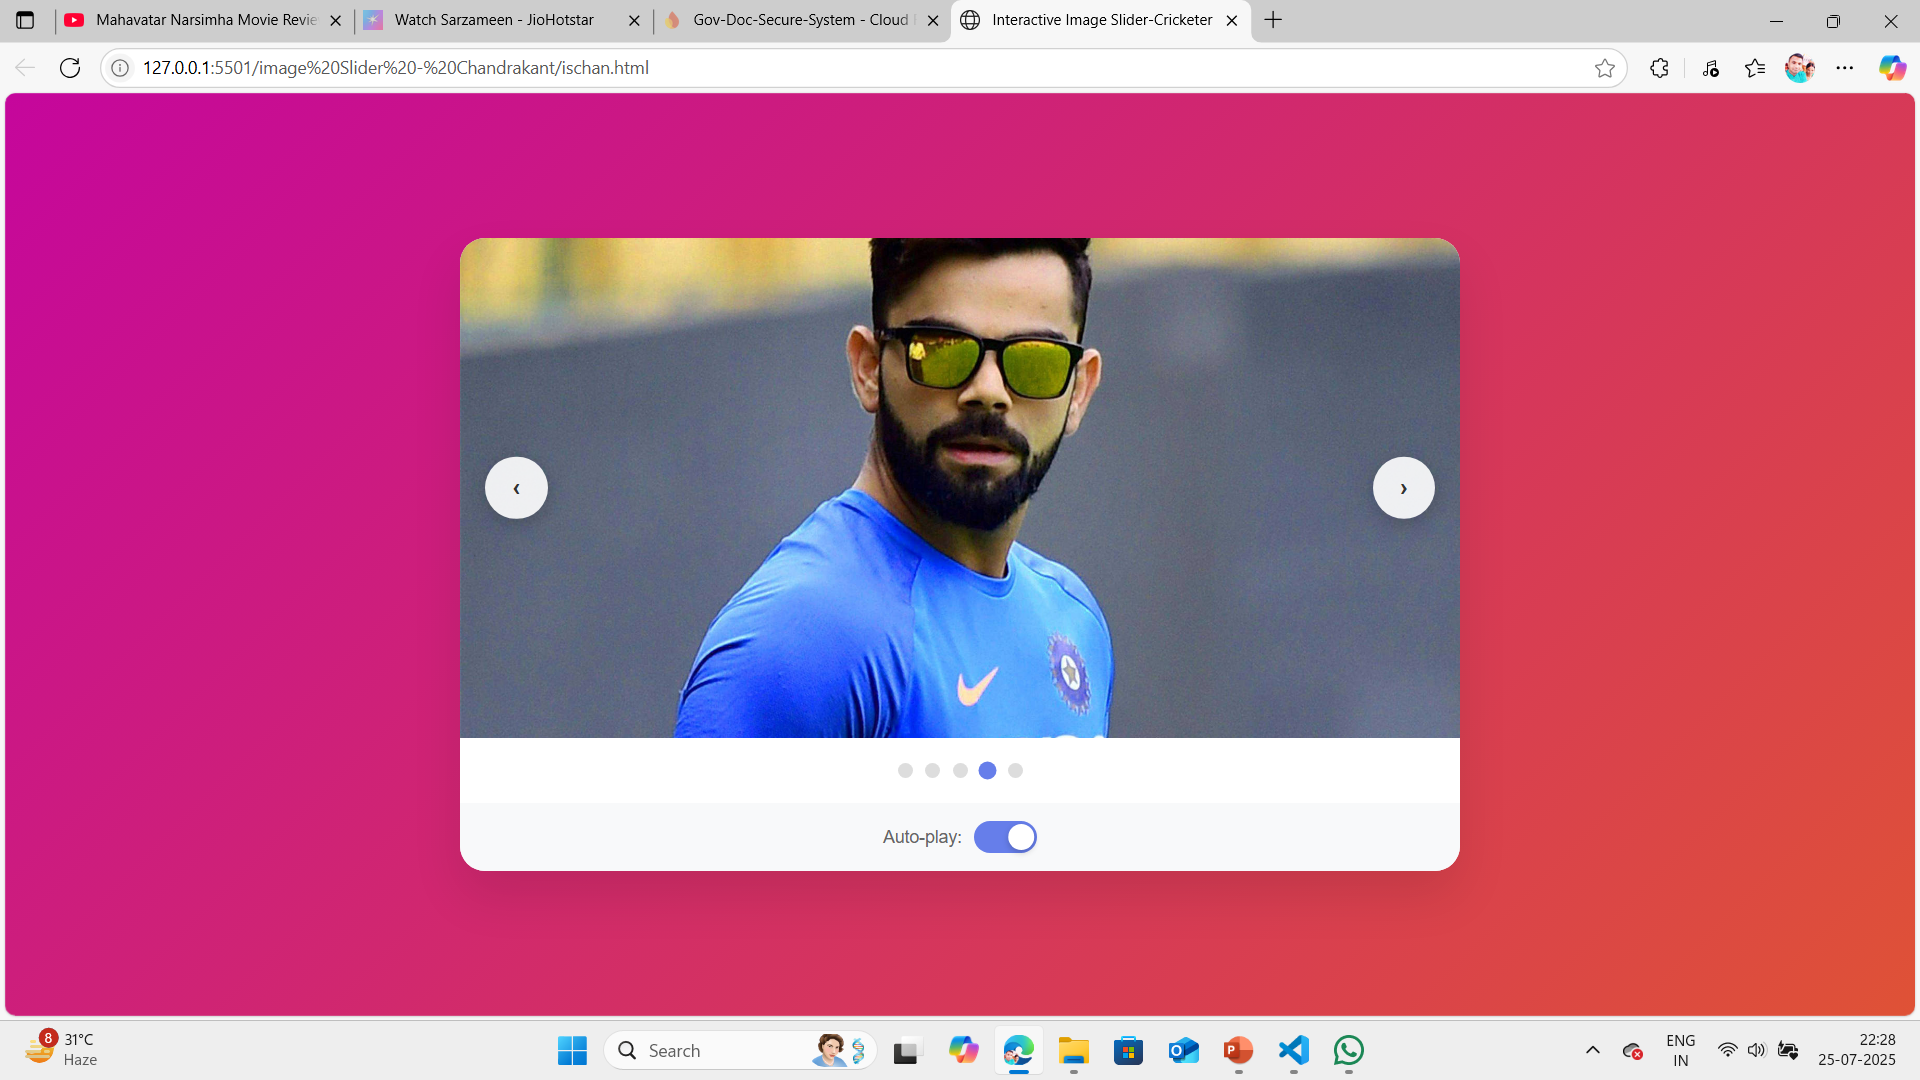 Mahavatar Narsimha Movie Revie
Watch Sarzameen - JioHotstar
Gov-Doc-Secure-System - Cloud
Interactive Image Slider-Cricketer
127.0.0.1:5501/image%20Slider%20-%20Chandrakant/ischan.html
‹
›
Auto-play:
8
31°C
Haze
Search
ENG
IN
22:28
25-07-2025